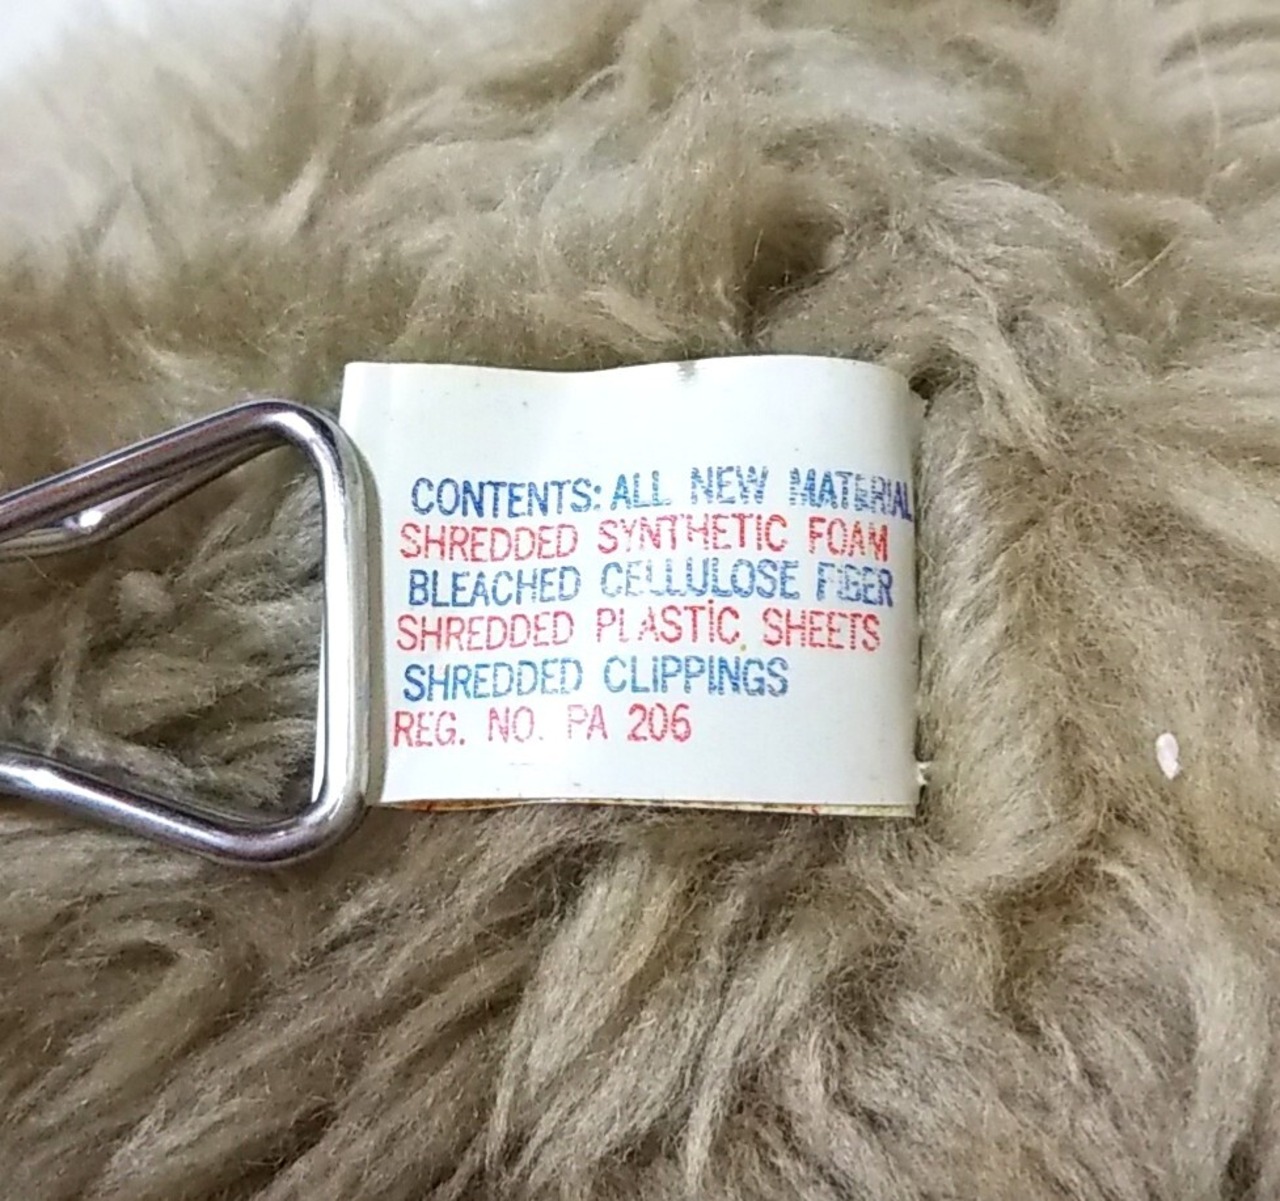 CONTENTS: ALL NEW MATERIAL
SHREDDED SYNTHETIC FOAM
BLEACHED CELLULOSE FIBER
SHREDDED PLASTIC SHEETS
SHREDDED CLIPPINGS
REG. NO. PA 206